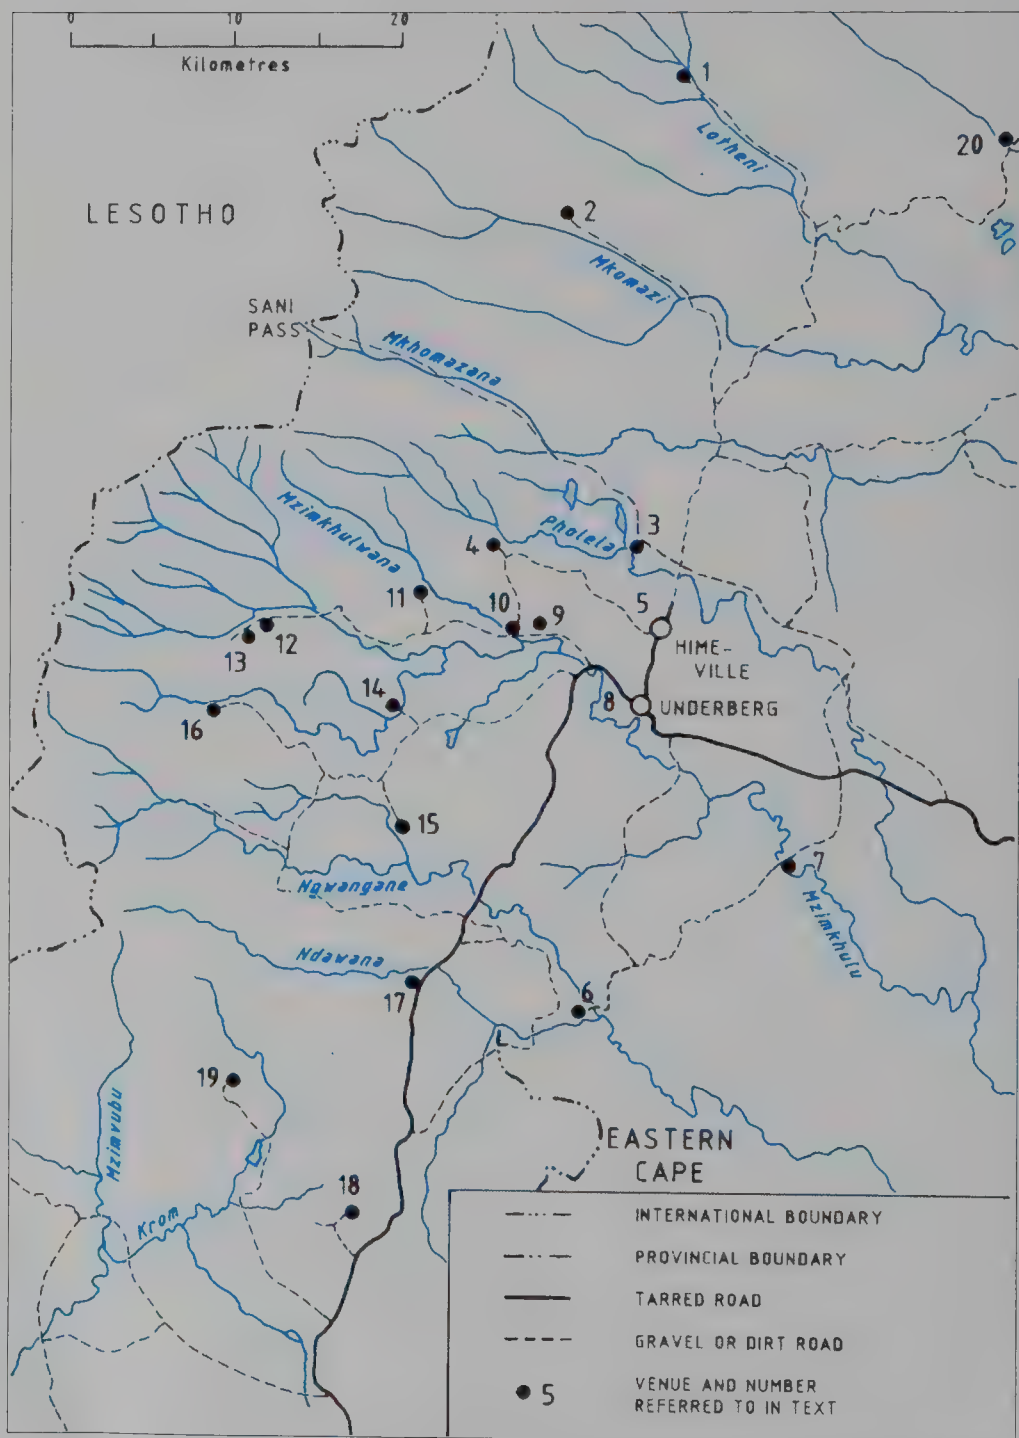 0 10 20
Kilometres
1
Lotheni
20
LESOTHO
2
Mkomazi
SANI
PASS
Mkhomazana
Mzimkhulwana
Pholela
3
4
11
10
9
5
HIME-
VILLE
12
13
14
16
8
UNDERBERG
15
7
Ngwangane
Mzimkhulu
Ndawana
17
6
19
Mzimvubu
EASTERN
CAPE
18
Krom
INTERNATIONAL BOUNDARY
PROVINCIAL BOUNDARY
TARRED ROAD
GRAVEL OR DIRT ROAD
5 VENUE AND NUMBER
REFERRED TO IN TEXT